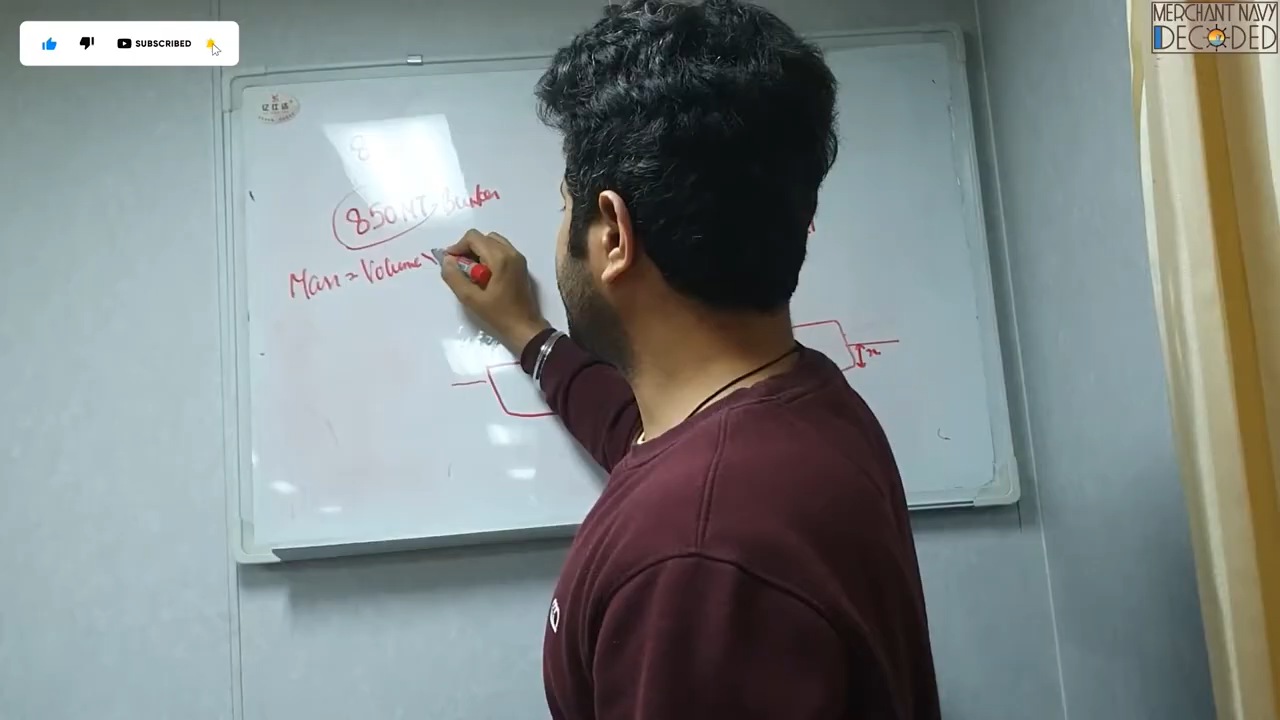 SUBSCRIBED
MERCHANT NAVY
DECODED
850 MT > Bunker
Mass = Volume x
x